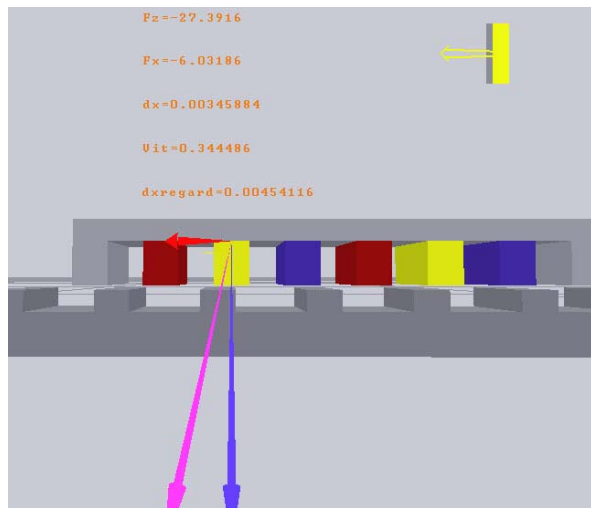 Fz=-27.3916
Fx=-6.03186
dx=0.00345884
Vit=0.344486
dxregard=0.00454116